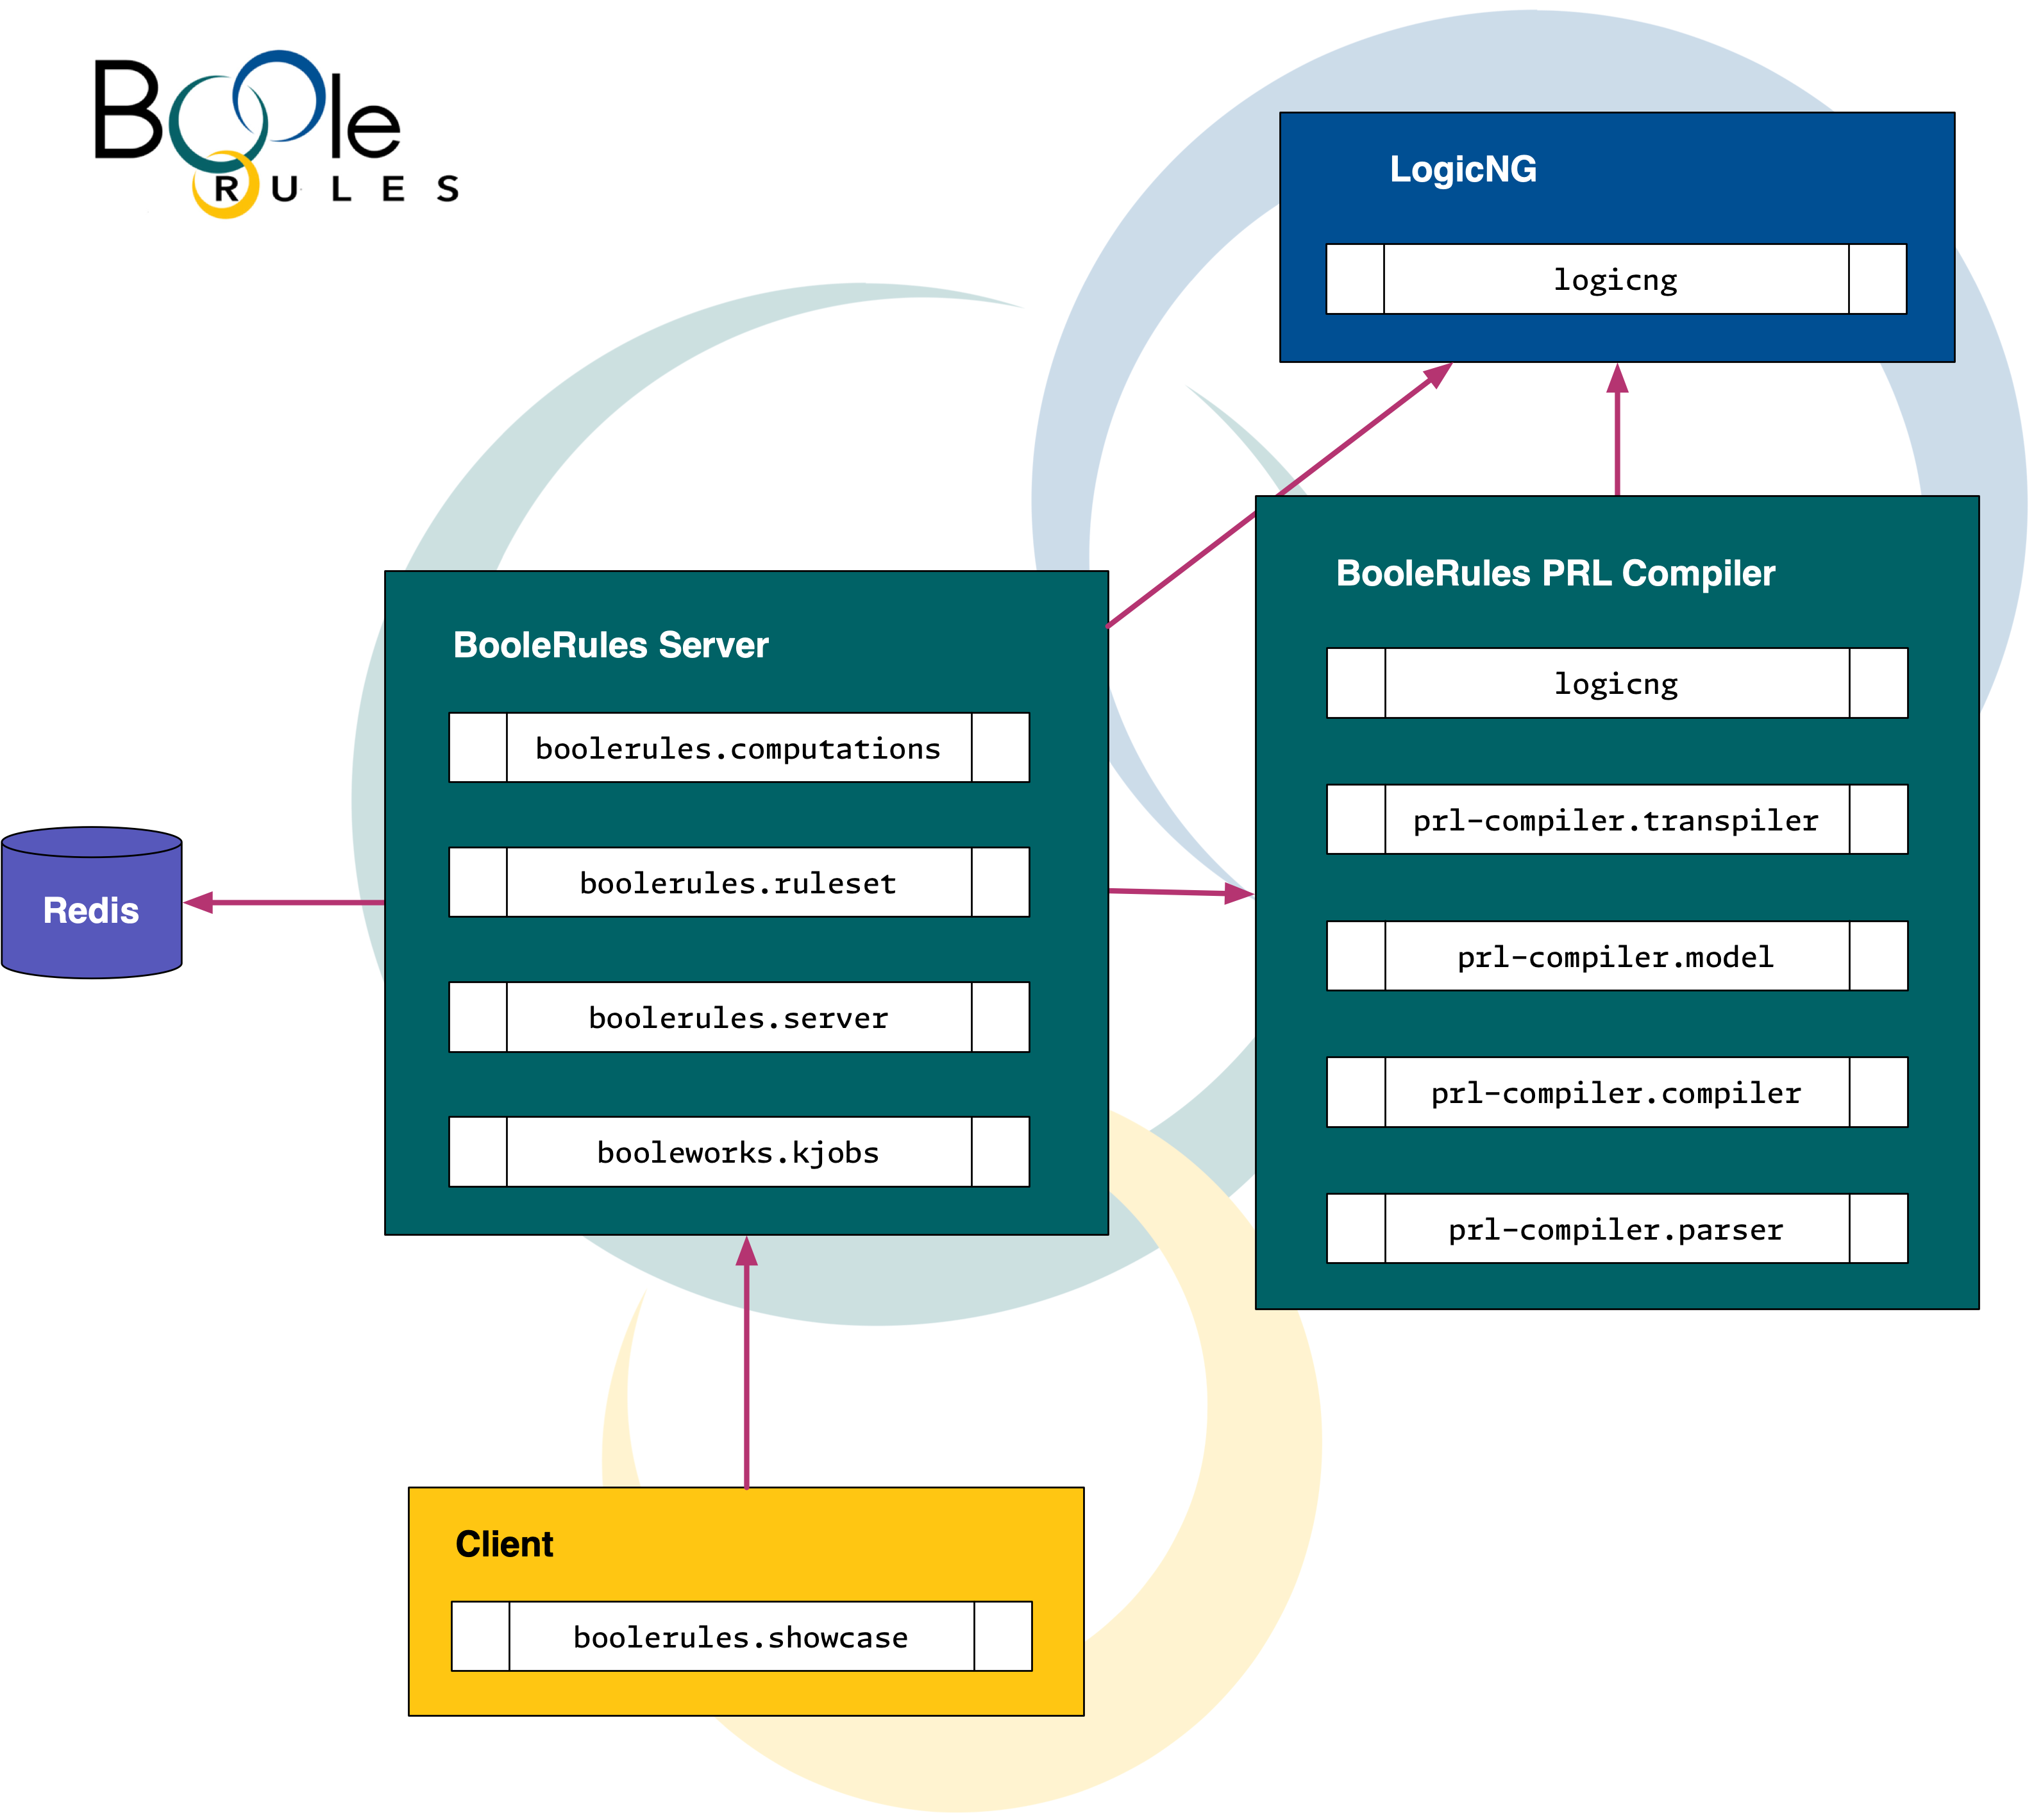 Boole
RULES
LogicNG
logicng
BooleRules PRL Compiler
logicng
prl-compiler.transpiler
prl-compiler.model
prl-compiler.compiler
prl-compiler.parser
BooleRules Server
boolerules.computations
boolerules.ruleset
boolerules.server
booleworks.kjobs
Redis
Client
boolerules.showcase